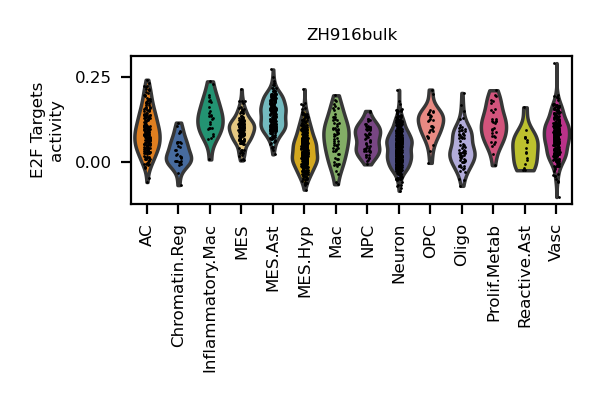 ZH916bulk
E2F Targets
activity
0.25
0.00
AC
Chromatin.Reg
Inflammatory.Mac
MES
MES.Ast
MES.Hyp
Mac
NPC
Neuron
OPC
Oligo
Prolif.Metab
Reactive.Ast
Vasc